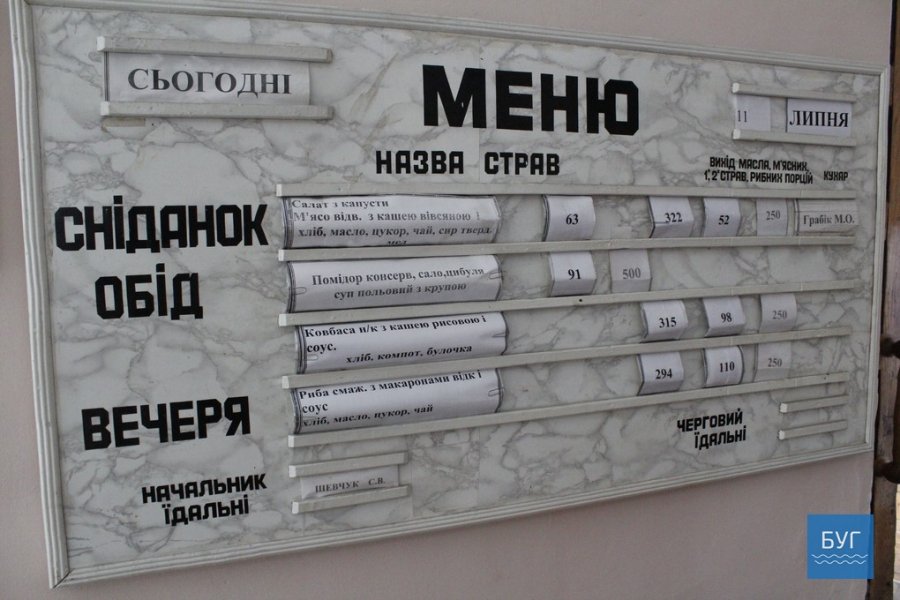 СЬОГОДНІ
МЕНЮ
11 ЛИПНЯ
НАЗВА СТРАВ
ВИХІД МАСЛА, М'ЯСНИХ,
1, 2 СТРАВ, РИБНИХ ПОРЦІЙ
КУХАР
СНІДАНОК
Салат з капусти
М'ясо відв. з кашею вівсяною і
хліб, масло, цукор, чай, сир тверд.
63 322 52 250 Грабік М.О.
ОБІД
Помідор консерв, сало,цибуля
суп польовий з крупою
91 500
Ковбаса н/к з кашею рисовою і
соус.
хліб, компот, булочка
315 98 250
ВЕЧЕРЯ
Риба смаж. з макаронами відк і
соус
хліб, масло, цукор, чай
294 110 250
НАЧАЛЬНИК
ЇДАЛЬНІ
ШЕВЧУК С.В.
ЧЕРГОВИЙ
ЇДАЛЬНІ
БУГ